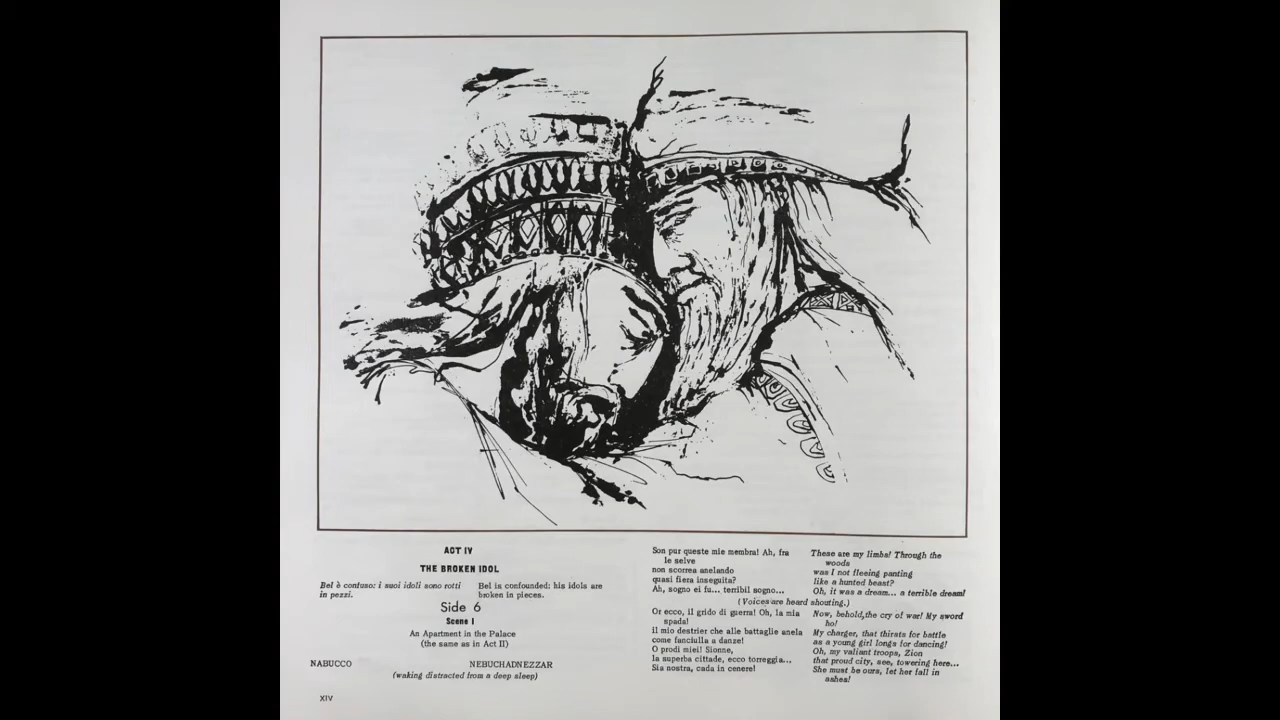 ACT IV
THE BROKEN IDOL
Bel è confuso: i suoi idoli sono rotti
in pezzi.
Bel is confounded: his idols are
broken in pieces.
Side 6
Scene I
An Apartment in the Palace
(the same as in Act II)
NABUCCO
NEBUCHADNEZZAR
(waking distracted from a deep sleep)
XIV
Son pur queste mie membra! Ah, fra
le selve
non scorrea anelando
quasi fiera inseguita?
Ah, sogno ei fu... terribil sogno...
These are my limbs! Through the
woods
was I not fleeing panting
like a hunted beast?
Oh, it was a dream... a terrible dream!
(Voices are heard shouting.)
Or ecco, il grido di guerra! Oh, la mia
spada!
il mio destrier che alle battaglie anela
come fanciulla a danze!
O prodi miei! Sionne,
la superba cittade, ecco torreggia...
Sia nostra, cada in cenere!
Now, behold,the cry of war! My sword
ho!
My charger, that thirsts for battle
as a young girl longs for dancing!
Oh, my valiant troops, Zion
that proud city, see, towering here...
She must be ours, let her fall in
ashes!